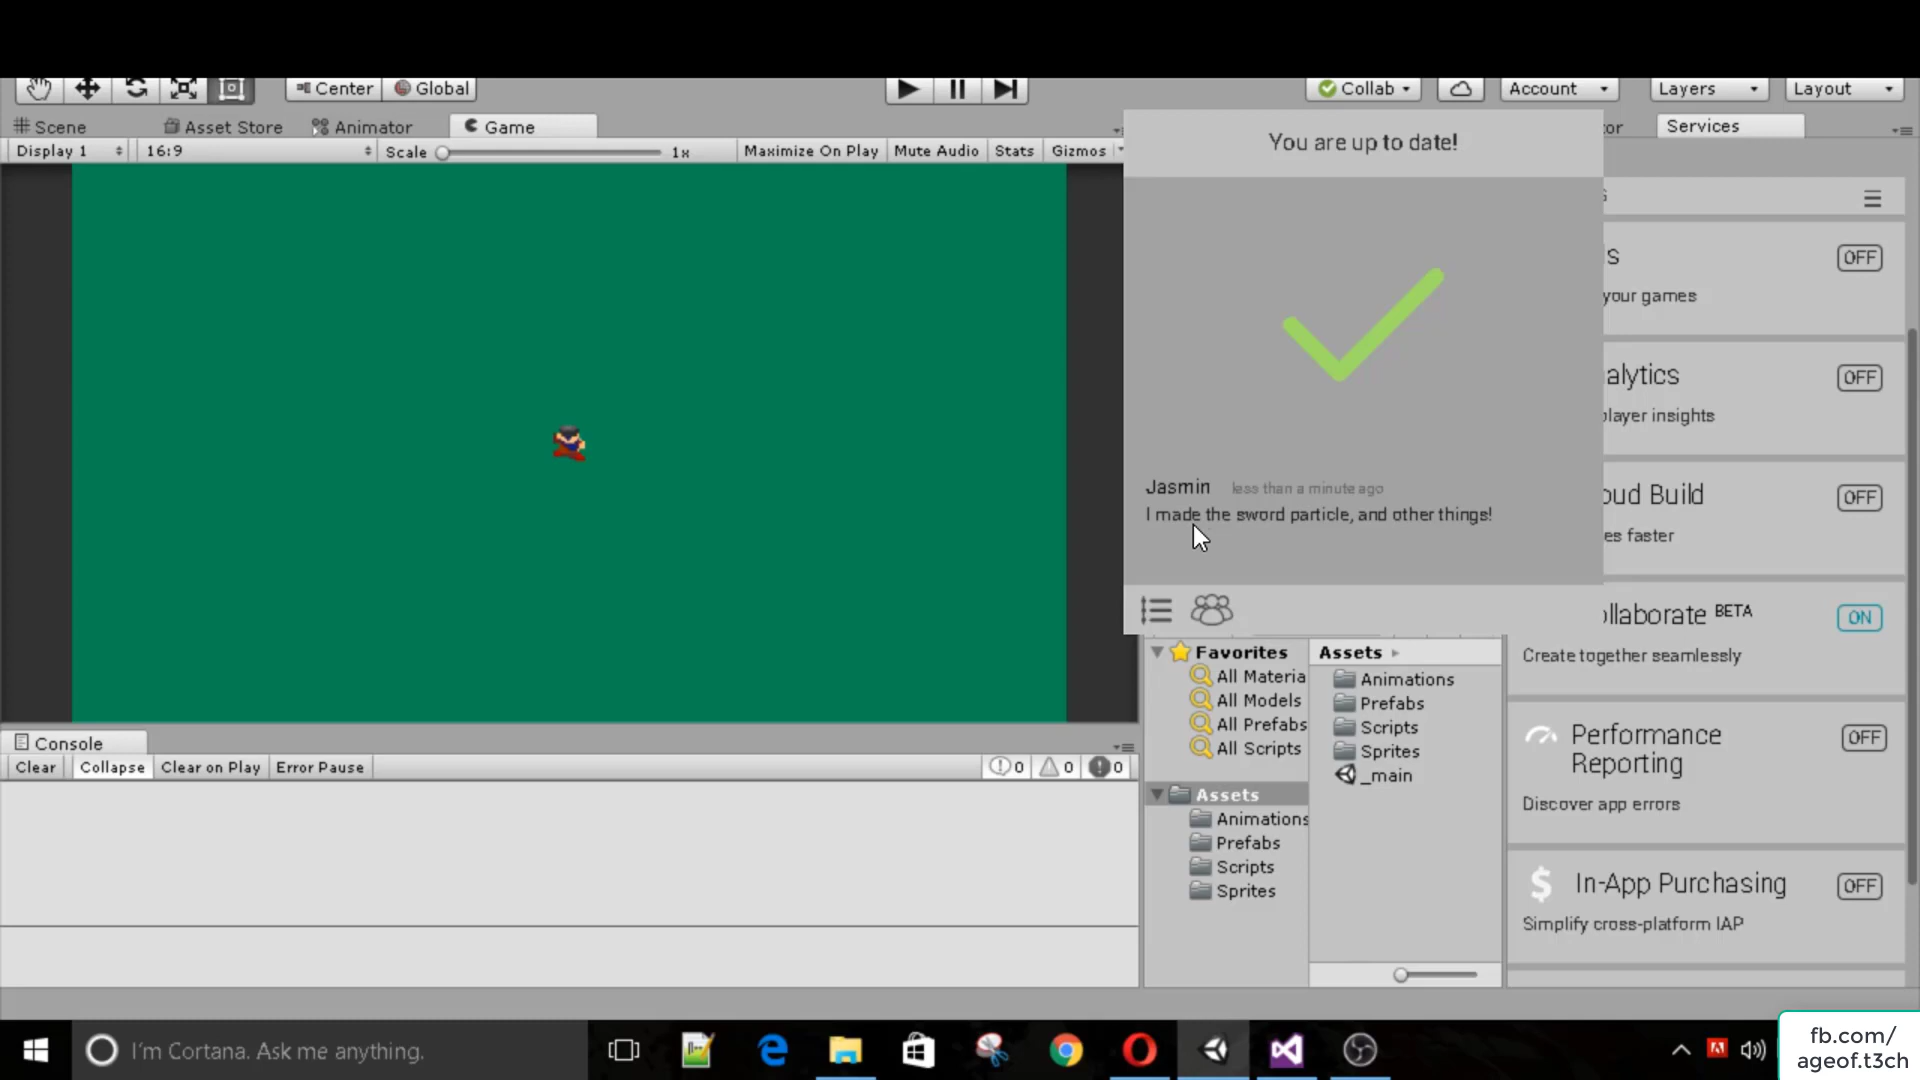 Center
Global
Collab
Account
Layers
Layout
Scene
Asset Store
Animator
Game
Services
Display 1
16:9
Scale
1x
Maximize On Play
Mute Audio
Stats
Gizmos
You are up to date!
OFF
your games
alytics
OFF
player insights
Jasmin less than a minute ago
I made the sword particle, and other things!
oud Build
OFF
es faster
ollaborate BETA
ON
Create together seamlessly
Favorites
All Materia
All Models
All Prefabs
All Scripts
Assets
Animations
Prefabs
Scripts
Sprites
Assets
Animations
Prefabs
Scripts
Sprites
_main
Performance
Reporting
OFF
Discover app errors
In-App Purchasing
OFF
Simplify cross-platform IAP
Console
Clear
Collapse
Clear on Play
Error Pause
0
0
0
I'm Cortana. Ask me anything.
fb.com/
ageof.t3ch